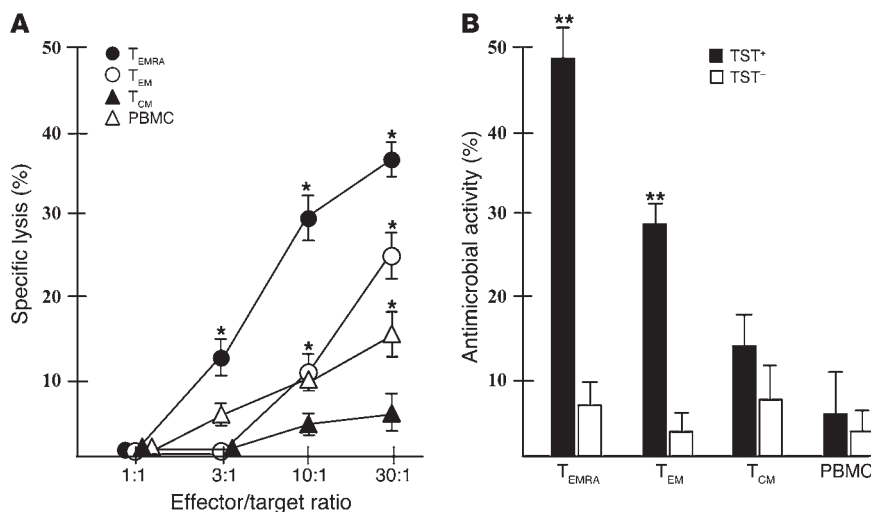 A
50
40
30
20
10
Specific lysis (%)
T_EMRA
T_EM
T_CM
PBMC
*
*
*
*
*
*
1:1
3:1
10:1
30:1
Effector/target ratio
B
50
40
30
20
10
Antimicrobial activity (%)
TST⁺
TST⁻
**
**
T_EMRA
T_EM
T_CM
PBMC